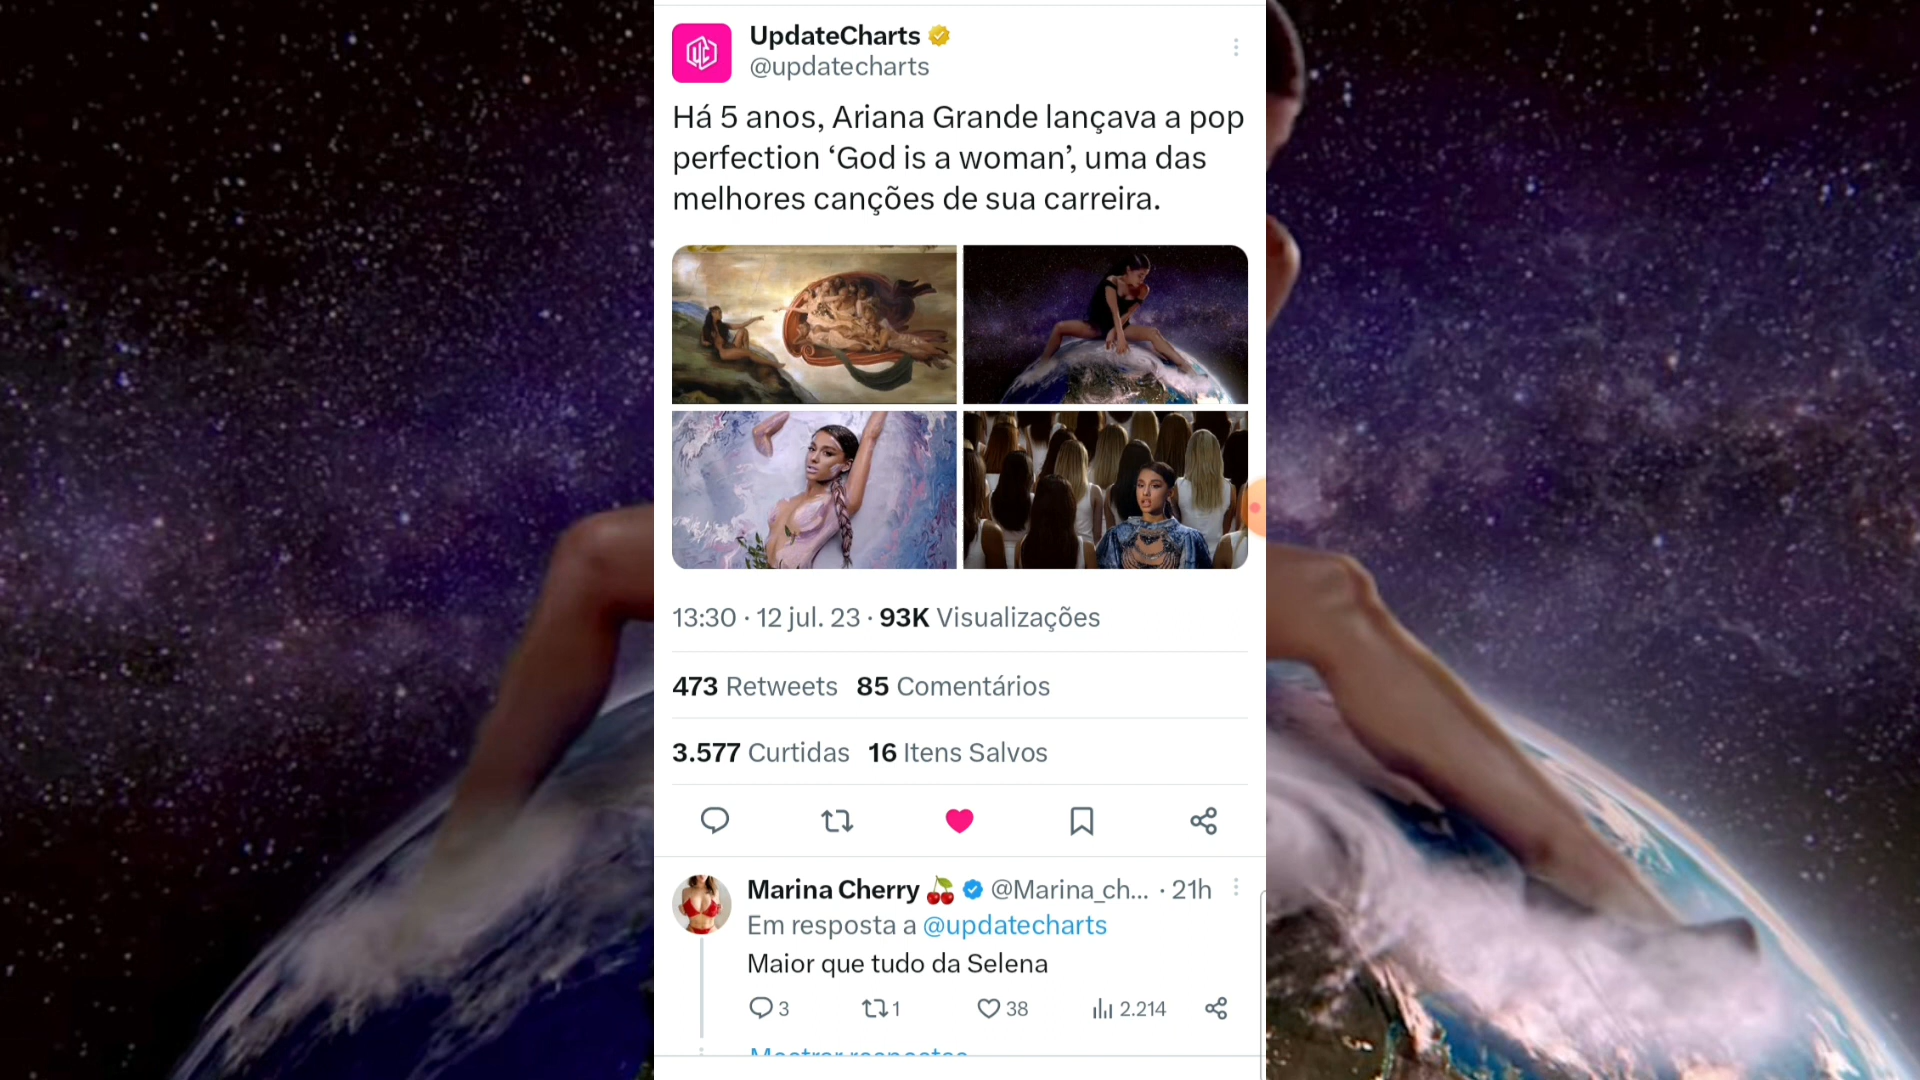 UpdateCharts
@updatecharts
Há 5 anos, Ariana Grande lançava a pop
perfection ‘God is a woman’, uma das
melhores canções de sua carreira.
13:30 · 12 jul. 23 · 93K Visualizações
473 Retweets 85 Comentários
3.577 Curtidas 16 Itens Salvos
Marina Cherry 🍒 @Marina_ch... · 21h
Em resposta a @updatecharts
Maior que tudo da Selena
3 1 38 2.214
Mostrar respostas